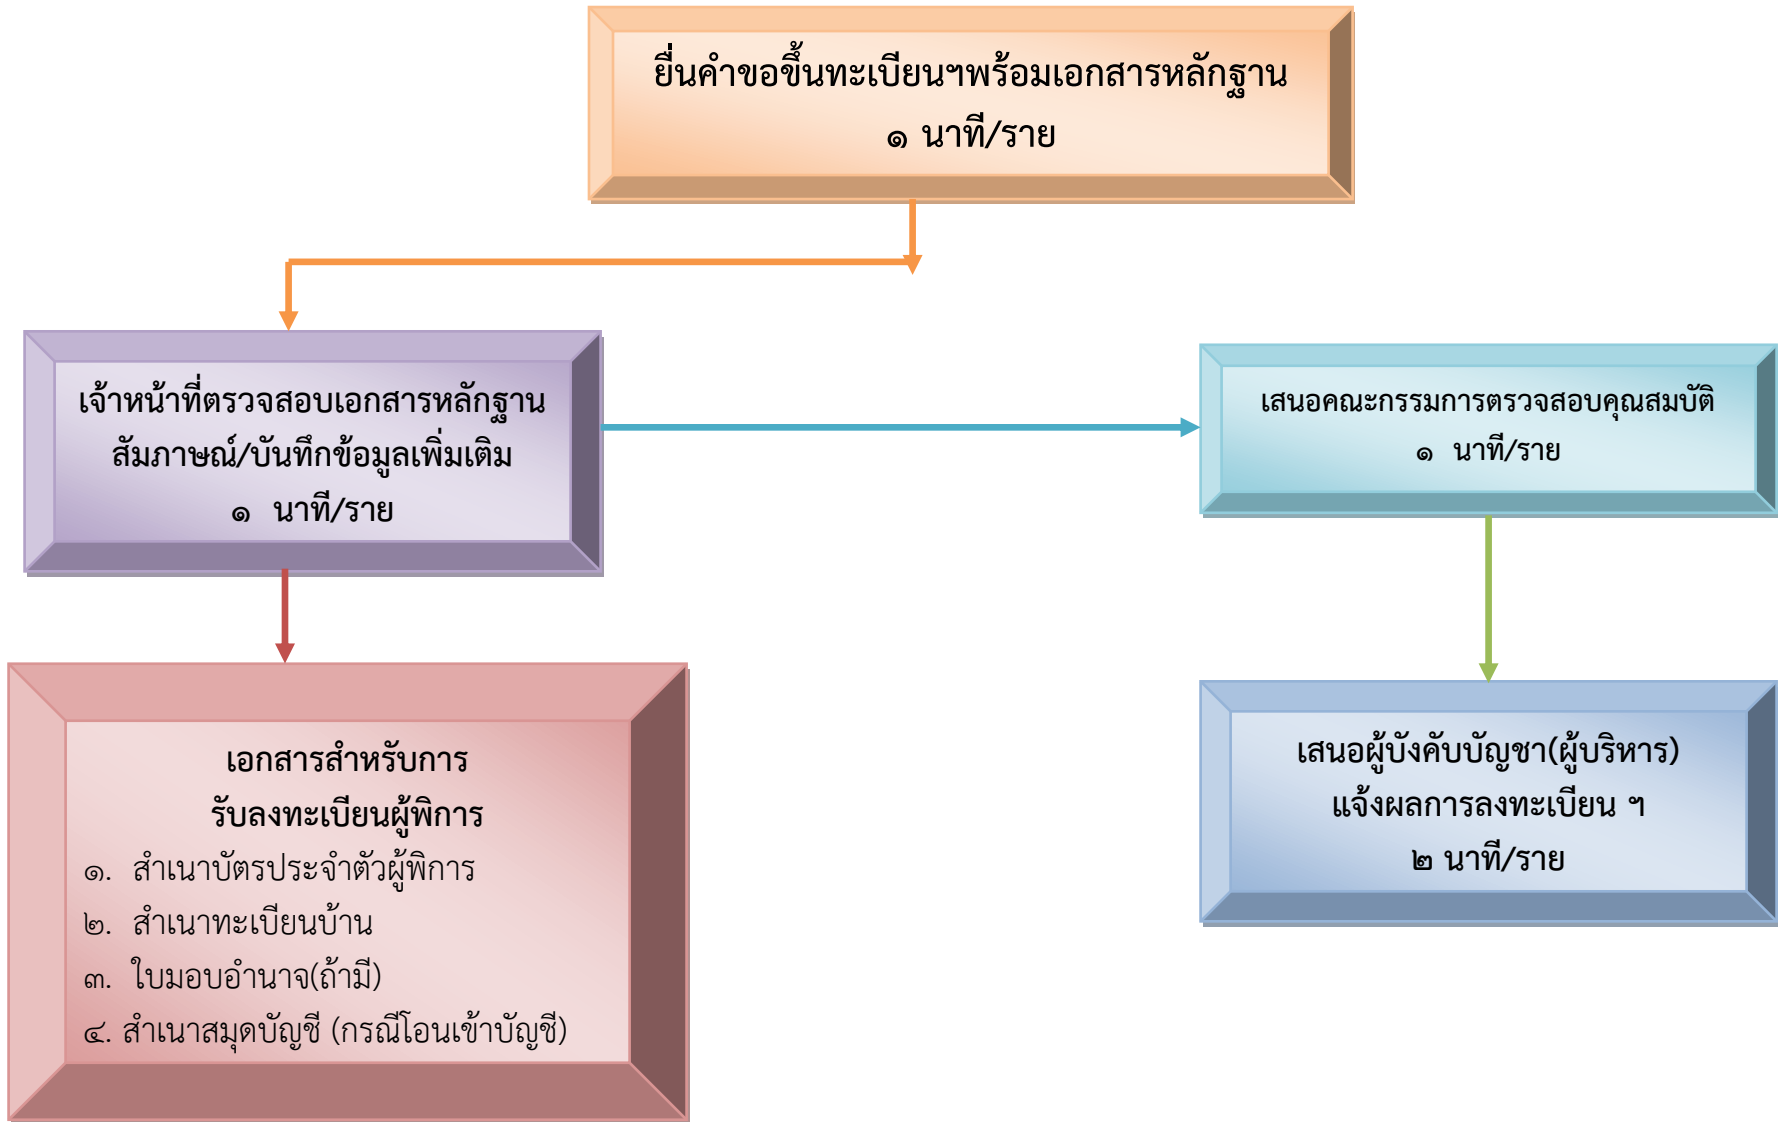 ยื่นคำขอขึ้นทะเบียนฯพร้อมเอกสารหลักฐาน
๑ นาที/ราย
เจ้าหน้าที่ตรวจสอบเอกสารหลักฐาน
สัมภาษณ์/บันทึกข้อมูลเพิ่มเติม
๑ นาที/ราย
เสนอคณะกรรมการตรวจสอบคุณสมบัติ
๑ นาที/ราย
เอกสารสำหรับการ
รับลงทะเบียนผู้พิการ
๑. สำเนาบัตรประจำตัวผู้พิการ
๒. สำเนาทะเบียนบ้าน
๓. ใบมอบอำนาจ(ถ้ามี)
๔. สำเนาสมุดบัญชี (กรณีโอนเข้าบัญชี)
เสนอผู้บังคับบัญชา(ผู้บริหาร)
แจ้งผลการลงทะเบียน ฯ
๒ นาที/ราย